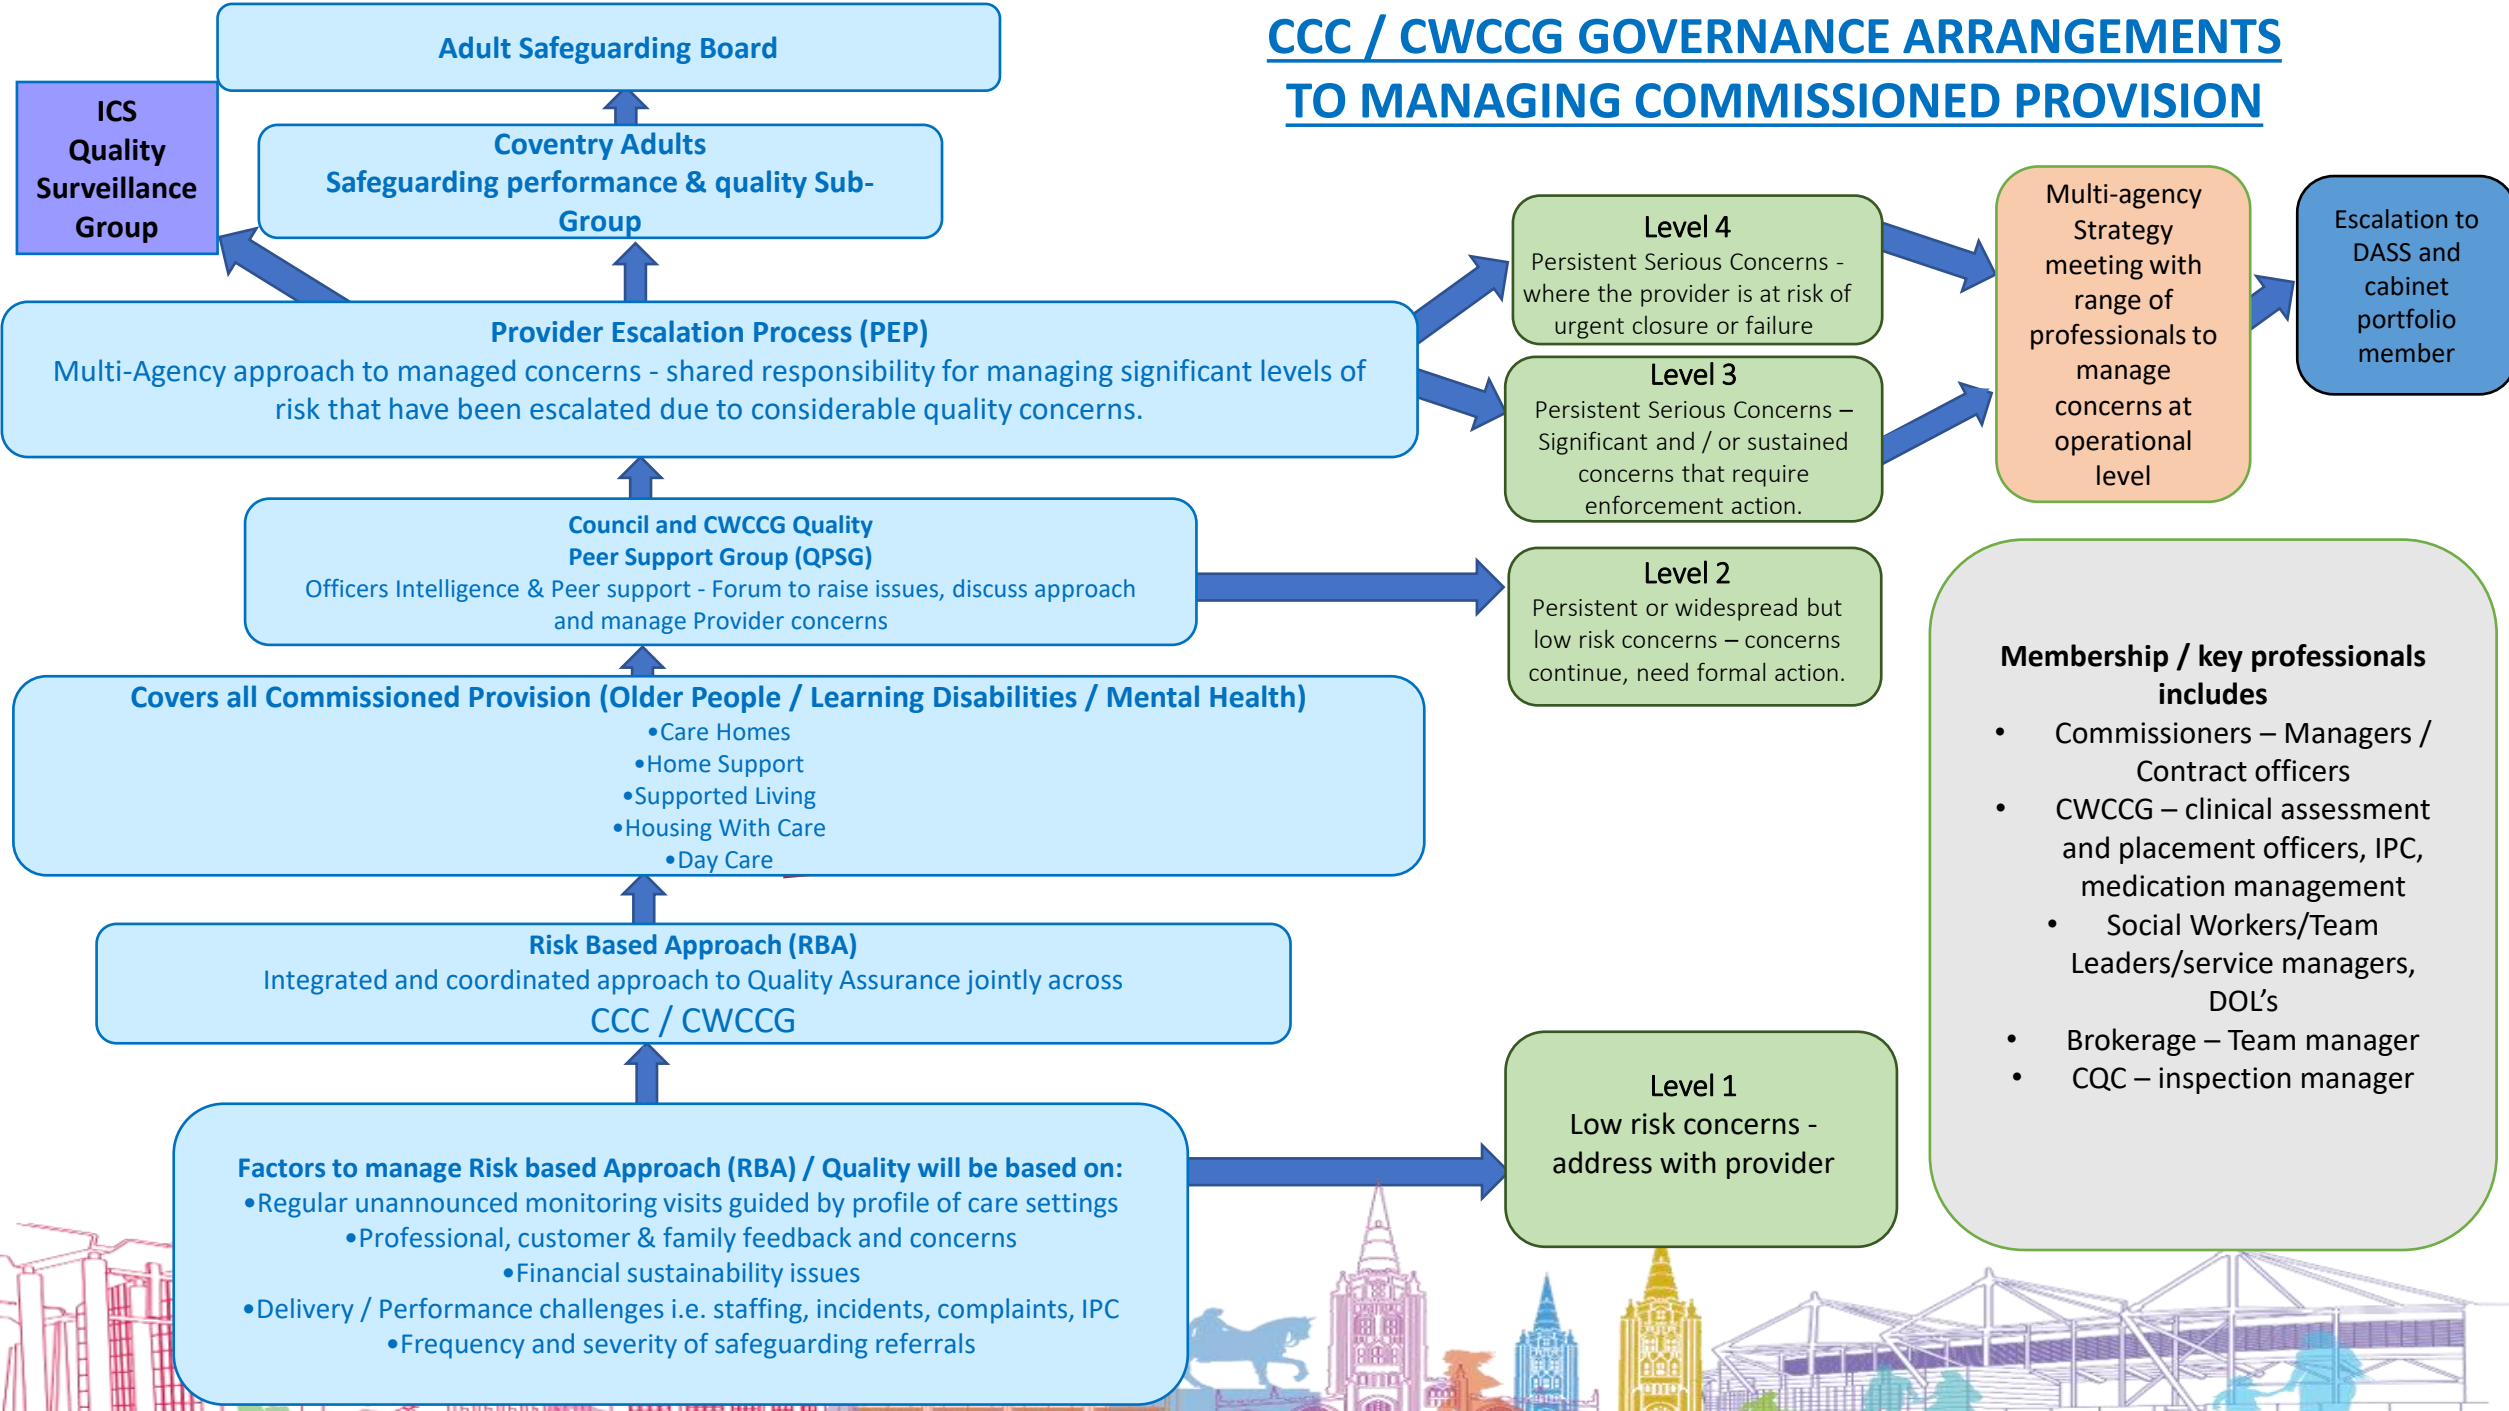 CCC / CWCCG GOVERNANCE ARRANGEMENTS
TO MANAGING COMMISSIONED PROVISION
Adult Safeguarding Board
ICS
Quality
Surveillance
Group
Coventry Adults
Safeguarding performance & quality Sub-
Group
Provider Escalation Process (PEP)
Multi-Agency approach to managed concerns - shared responsibility for managing significant levels of
risk that have been escalated due to considerable quality concerns.
Council and CWCCG Quality
Peer Support Group (QPSG)
Officers Intelligence & Peer support - Forum to raise issues, discuss approach
and manage Provider concerns
Covers all Commissioned Provision (Older People / Learning Disabilities / Mental Health)
•Care Homes
•Home Support
•Supported Living
•Housing With Care
•Day Care
Risk Based Approach (RBA)
Integrated and coordinated approach to Quality Assurance jointly across
CCC / CWCCG
Factors to manage Risk based Approach (RBA) / Quality will be based on:
•Regular unannounced monitoring visits guided by profile of care settings
•Professional, customer & family feedback and concerns
•Financial sustainability issues
•Delivery / Performance challenges i.e. staffing, incidents, complaints, IPC
•Frequency and severity of safeguarding referrals
Level 4
Persistent Serious Concerns -
where the provider is at risk of
urgent closure or failure
Level 3
Persistent Serious Concerns –
Significant and / or sustained
concerns that require
enforcement action.
Level 2
Persistent or widespread but
low risk concerns – concerns
continue, need formal action.
Level 1
Low risk concerns -
address with provider
Multi-agency
Strategy
meeting with
range of
professionals to
manage
concerns at
operational
level
Escalation to
DASS and
cabinet
portfolio
member
Membership / key professionals
includes
• Commissioners – Managers /
Contract officers
• CWCCG – clinical assessment
and placement officers, IPC,
medication management
• Social Workers/Team
Leaders/service managers,
DOL’s
• Brokerage – Team manager
• CQC – inspection manager